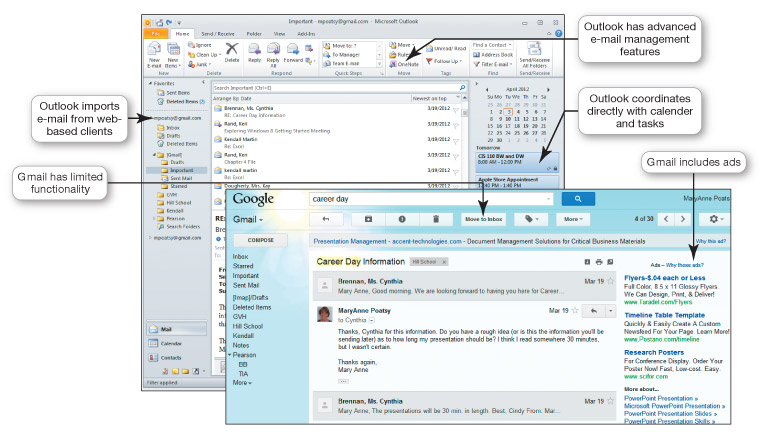 Important - mpoatsy@gmail.com - Microsoft Outlook
File
Home
Send / Receive
Folder
View
Add-Ins
New E-mail
New Items
Ignore
Clean Up
Junk
Delete
Reply
Reply All
Forward
Move to: ?
To Manager
Team E-mail
Move
Rules
OneNote
Unread/ Read
Follow Up
Find a Contact
Address Book
Filter E-mail
Send/Receive All Folders
New
Delete
Respond
Quick Steps
Move
Tags
Find
Send/Receive
Outlook has advanced
e-mail management
features
Outlook imports
e-mail from web-
based clients
Gmail has limited
functionality
Outlook coordinates
directly with calender
and tasks
Gmail includes ads
Favorites
Sent Items
Deleted Items (2)
mpoatsy@gmail.com
Inbox
Drafts
Deleted Items
[Gmail]
Drafts
Important
Sent Mail
Starred
GVH
Hill School
Kendall
Pearson
Search Folders
mpoatsy@gmail.com
Mail
Calendar
Contacts
Filter applied
Search Important (Ctrl+E)
Arrange By: Date
Newest on top
Brennan, Ms. Cynthia
3/19/2012
RE: Career Day Information
Rand, Keri
3/19/2012
Exploring Windows 8 Getting Started Meeting
Kendall Martin
3/19/2012
Re: Excel
Rand, Keri
3/19/2012
Chapter 4 File
kendall martin
3/19/2012
Re: Excel
Dougherty, Ms. Kay
3/19/2012
April 2012
Su Mo Tu We Th Fr Sa
25 26 27 28 29 30 31
1 2 3 4 5 6 7
8 9 10 11 12 13 14
15 16 17 18 19 20 21
22 23 24 25 26 27 28
29 30 1 2 3 4 5
Tomorrow
CIS 110 BW and DW
8:00 AM -12:00 PM
Apple Store Appointment
12:40 PM - 1:40 PM
Google
career day
MaryAnne Poats
Gmail
Move to Inbox
More
4 of 30
COMPOSE
Inbox
Starred
Important
Sent Mail
[Imap]/Drafts
Deleted Items
GVH
Hill School
Kendall
Notes
Pearson
BB
TIA
More
Presentation Management - accent-technologies.com - Document Management Solutions for Critical Business Materials
Why this ad?
Career Day Information
Hill School x
Brennan, Ms. Cynthia
Mar 19
Mary Anne, Good morning. We are looking forward to having you here for Career...
MaryAnne Poatsy
Mar 19
to Cynthia
Thanks, Cynthia for this information. Do you have a rough idea (or is this the information you'll be
sending later) as to how long my presentation should be? I think I read somewhere 30 minutes,
but I wasn't certain.
Thanks again,
Mary Anne
Brennan, Ms. Cynthia
Mar 19
Mary Anne, The presentations will be 30 min. in length. Best, Cindy From: Mar...
Ads – Why these ads?
Flyers-$.04 each or Less
Full Color, 8.5 x 11 Glossy Flyers
We Can Design, Print, & Deliver!
www.Taradel.com/Flyers
Timeline Table Template
Quickly & Easily Create A Custom
Newsfeed For Your Page. Learn More!
www.Postano.com/timeline
Research Posters
For Conference Display. Order Your
Poster Now! Fast, Low-cost. Easy.
www.scifor.com
More about...
PowerPoint Presentation »
Microsoft PowerPoint Presentation »
PowerPoint Presentation Slides »
PowerPoint Presentation Skills »